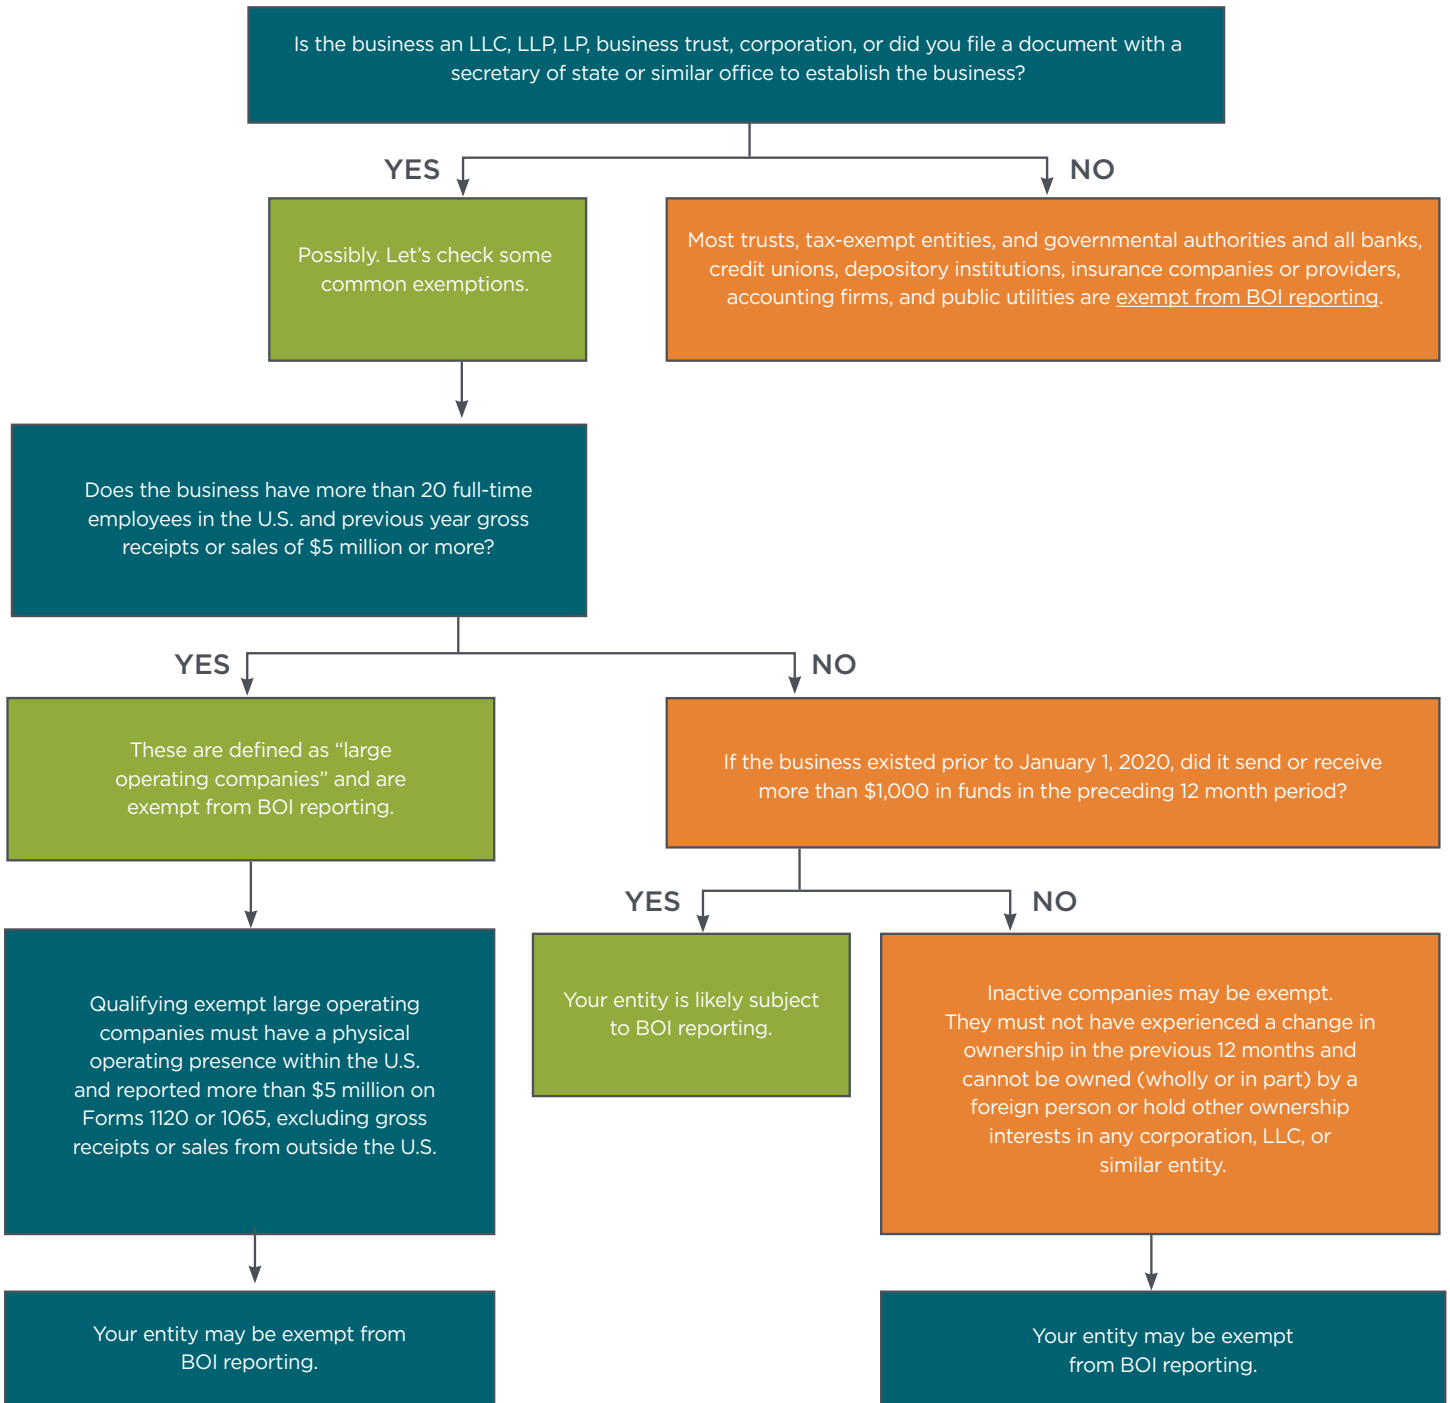 Is the business an LLC, LLP, LP, business trust, corporation, or did you file a document with a
secretary of state or similar office to establish the business?
YES
NO
Possibly. Let’s check some
common exemptions.
Most trusts, tax-exempt entities, and governmental authorities and all banks,
credit unions, depository institutions, insurance companies or providers,
accounting firms, and public utilities are exempt from BOI reporting.
Does the business have more than 20 full-time
employees in the U.S. and previous year gross
receipts or sales of $5 million or more?
YES
NO
These are defined as “large
operating companies” and are
exempt from BOI reporting.
If the business existed prior to January 1, 2020, did it send or receive
more than $1,000 in funds in the preceding 12 month period?
YES
NO
Qualifying exempt large operating
companies must have a physical
operating presence within the U.S.
and reported more than $5 million on
Forms 1120 or 1065, excluding gross
receipts or sales from outside the U.S.
Your entity is likely subject
to BOI reporting.
Inactive companies may be exempt.
They must not have experienced a change in
ownership in the previous 12 months and
cannot be owned (wholly or in part) by a
foreign person or hold other ownership
interests in any corporation, LLC, or
similar entity.
Your entity may be exempt from
BOI reporting.
Your entity may be exempt
from BOI reporting.